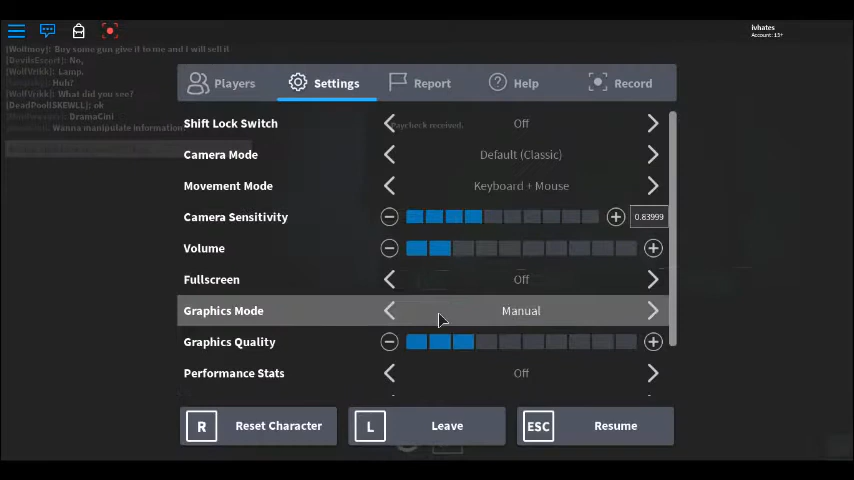 ivhates
Account: 13+
[Wolfnoy]: Buy some gun give it to me and I will sell it
[DevilsEscort]: No,
[WolfVrikk]: Lamp.
Huh?
[WolfVrikk]: What did you see?
[DeadPoolISKEWLL]: ok
DramaCini
Wanna manipulate information
Players
Settings
Report
Help
Record
Paycheck received.
Shift Lock Switch
Off
Camera Mode
Default (Classic)
Movement Mode
Keyboard + Mouse
Camera Sensitivity
0.83999
Volume
Fullscreen
Off
Graphics Mode
Manual
Graphics Quality
Performance Stats
Off
R
Reset Character
L
Leave
ESC
Resume